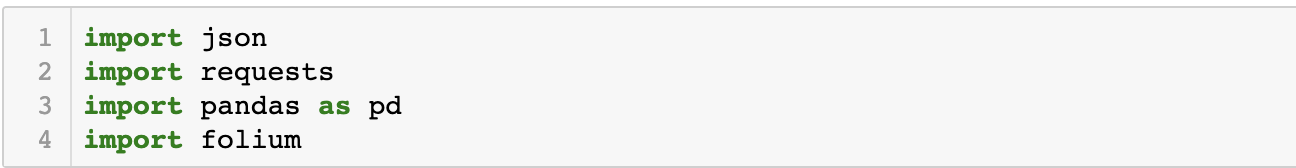 1 import json
2 import requests
3 import pandas as pd
4 import folium